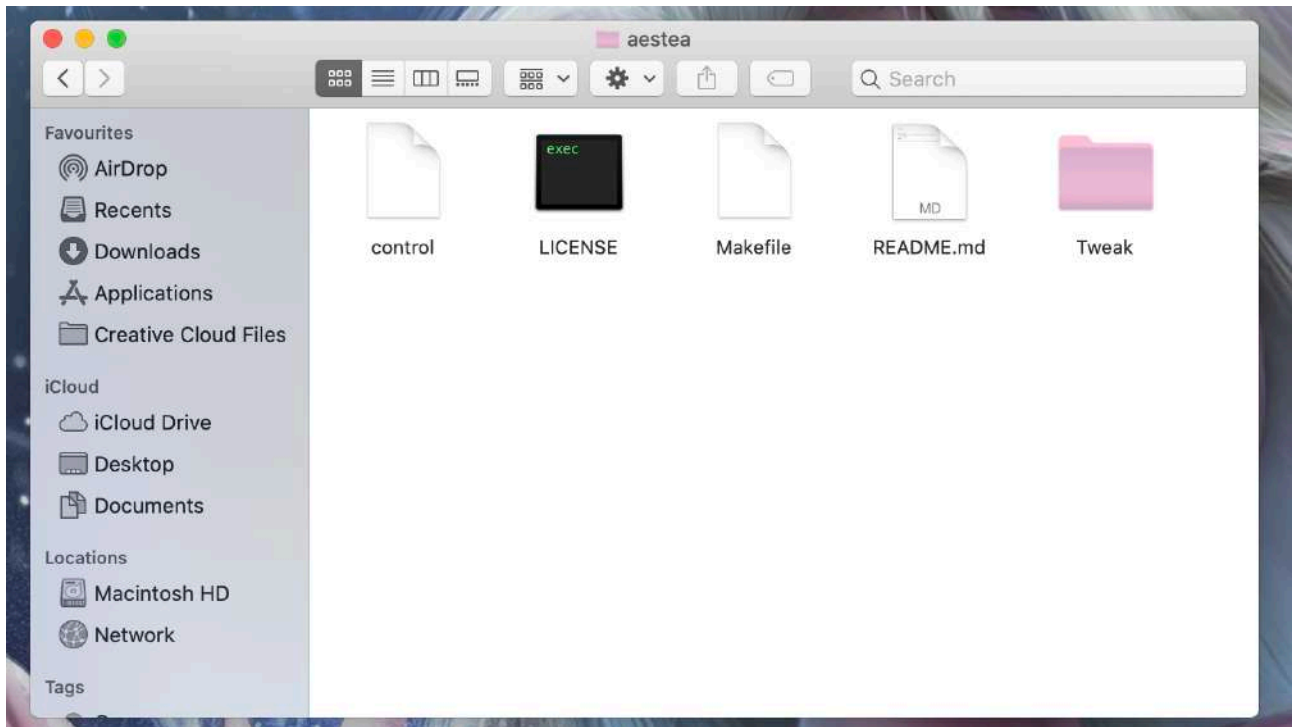 aestea
Search
Favourites
AirDrop
Recents
Downloads
Applications
Creative Cloud Files
iCloud
iCloud Drive
Desktop
Documents
Locations
Macintosh HD
Network
Tags
exec
MD
control
LICENSE
Makefile
README.md
Tweak